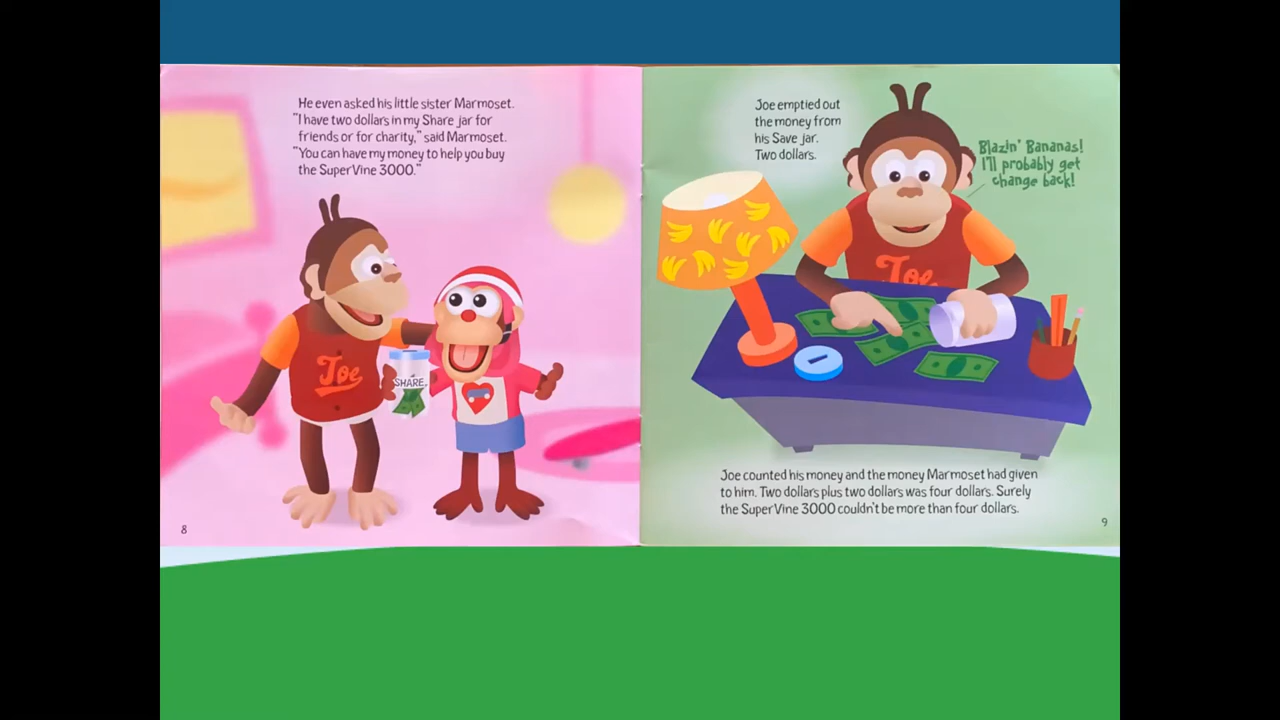 He even asked his little sister Marmoset.
"I have two dollars in my Share jar for
friends or for charity," said Marmoset.
"You can have my money to help you buy
the SuperVine 3000."
Joe
SHARE
8
Joe emptied out
the money from
his Save jar.
Two dollars.
Blazin' Bananas!
I'll probably get
change back!
Joe
Joe counted his money and the money Marmoset had given
to him. Two dollars plus two dollars was four dollars. Surely
the SuperVine 3000 couldn't be more than four dollars.
9